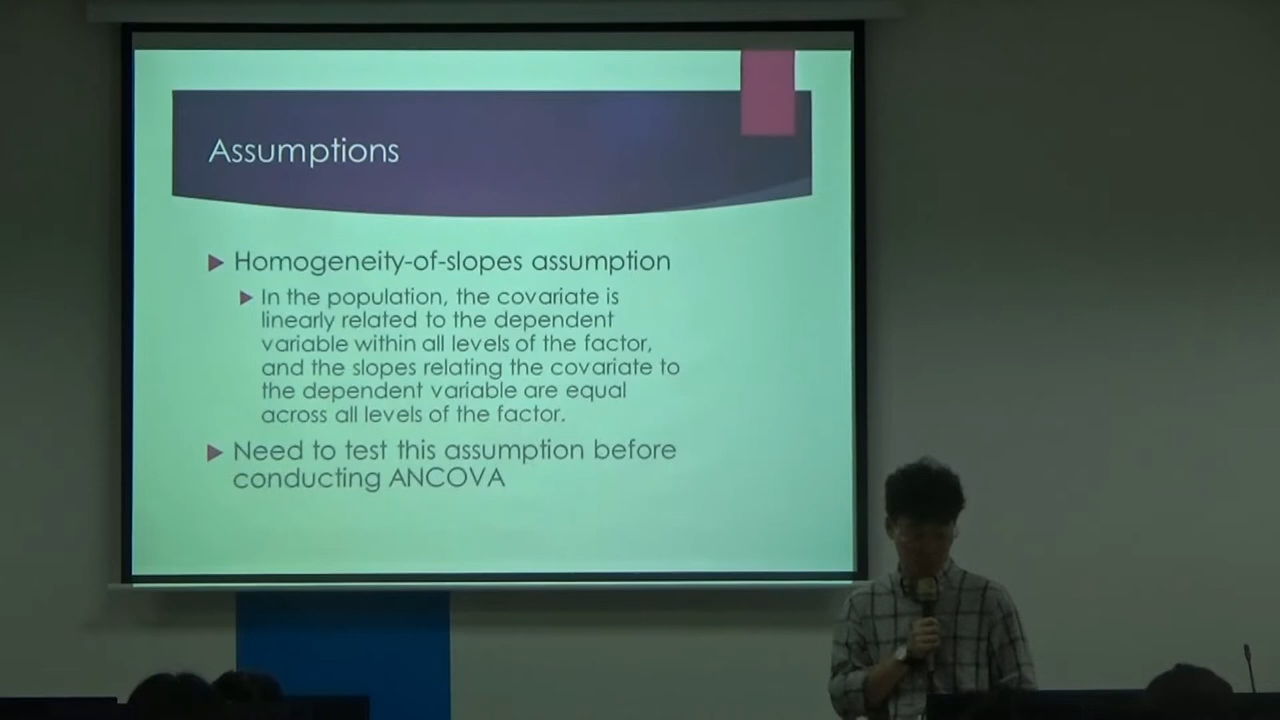 Assumptions
Homogeneity-of-slopes assumption
In the population, the covariate is
linearly related to the dependent
variable within all levels of the factor,
and the slopes relating the covariate to
the dependent variable are equal
across all levels of the factor.
Need to test this assumption before
conducting ANCOVA